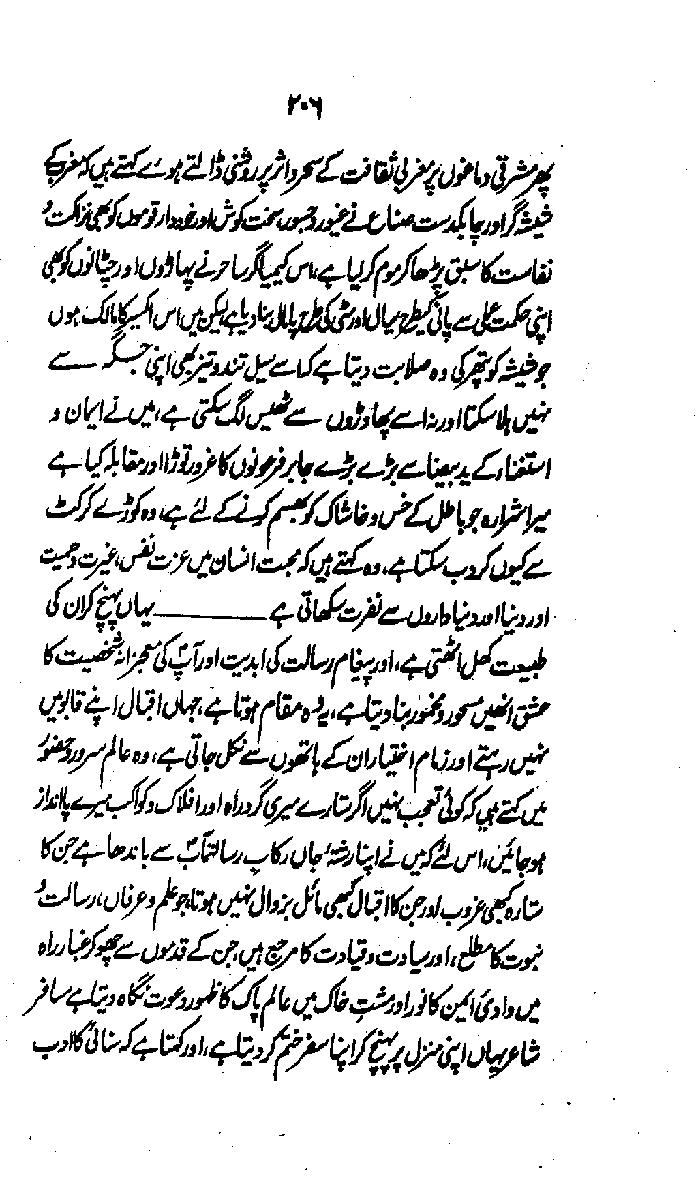 ۲۰۶
پھر مشرقی دماغوں پر مغربی ثقافت کے سحر و اثر پر روشنی ڈالتے ہوئے کہتے ہیں کہ مغرب کے
شیشہ گر اور چابکدست صناع نے غیور و جسور، سخت کوش اور خوددار قوموں کو بھی نزاکت و
نفاست کا سبق پڑھا کر موم کر لیا ہے، اس کیمیا گر ساحر نے پہاڑوں اور چٹانوں کو بھی
اپنی حکمت عملی سے پانی کیطرح سیال اور مٹی کی طرح پامال بنا دیا ہے لیکن میں اس اکسیر کا مالک ہوں
جو شیشہ کو پتھر کی وہ صلابت دیتا ہے کہ اسے سیل تند و تیز بھی اپنی جگہ سے
نہیں ہلا سکتا اور نہ اسے پھاوڑوں سے ٹھیس لگ سکتی ہے، میں نے ایمان و
استغناء کے ید بیضا سے بڑے بڑے جابر فرعونوں کا غرور توڑا اور مقابلہ کیا ہے
میرا شرارہ جو باطل کے خس و خاشاک کو بھسم کرنے کے لئے ہے، وہ کوڑے کرکٹ
سے کیوں کر دب سکتا ہے، وہ کہتے ہیں کہ محبت انسان میں عزت نفس، غیرت و حمیت
اور دنیا اور دنیا داروں سے نفرت سکھاتی ہے ــــــــــ یہاں پہنچ کر ان کی
طبیعت کھل اٹھتی ہے، اور پیغام رسالت کی ابدیت اور آپؐ کی معجزانہ شخصیت کا
عشق انھیں مسحور و مخمور بنا دیتا ہے، یہ وہ مقام ہوتا ہے، جہاں اقبال اپنے قابو میں
نہیں رہتے اور زمام اختیار ان کے ہاتھوں سے نکل جاتی ہے، وہ عالم سرور و حضور
میں کہتے ہیں کہ کوئی تعجب نہیں اگر ستارے میری گرد راہ اور افلاک و کواکب میرے پاانداز
ہو جائیں، اس لئے کہ میں نے اپنا رشتۂ جاں رکاب رسالتمآبؐ سے باندھا ہے جن کا
ستارہ کبھی غروب اور جن کا اقبال کبھی مائل بزوال نہیں ہوتا، جو علم و عرفاں، رسالت و
نبوت کا مطلع، اور سیادت و قیادت کا مرجع ہیں، جن کے قدموں سے چھو کر غبار راہ
میں وادئ ایمن کا نور اور مشتِ خاک میں عالم پاک کا ظہور دعوت نگاہ دیتا ہے مسافر
شاعر یہاں اپنی منزل پر پہنچ کر اپنا سفر ختم کر دیتا ہے، اور کہتا ہے کہ سنائی کا ادب